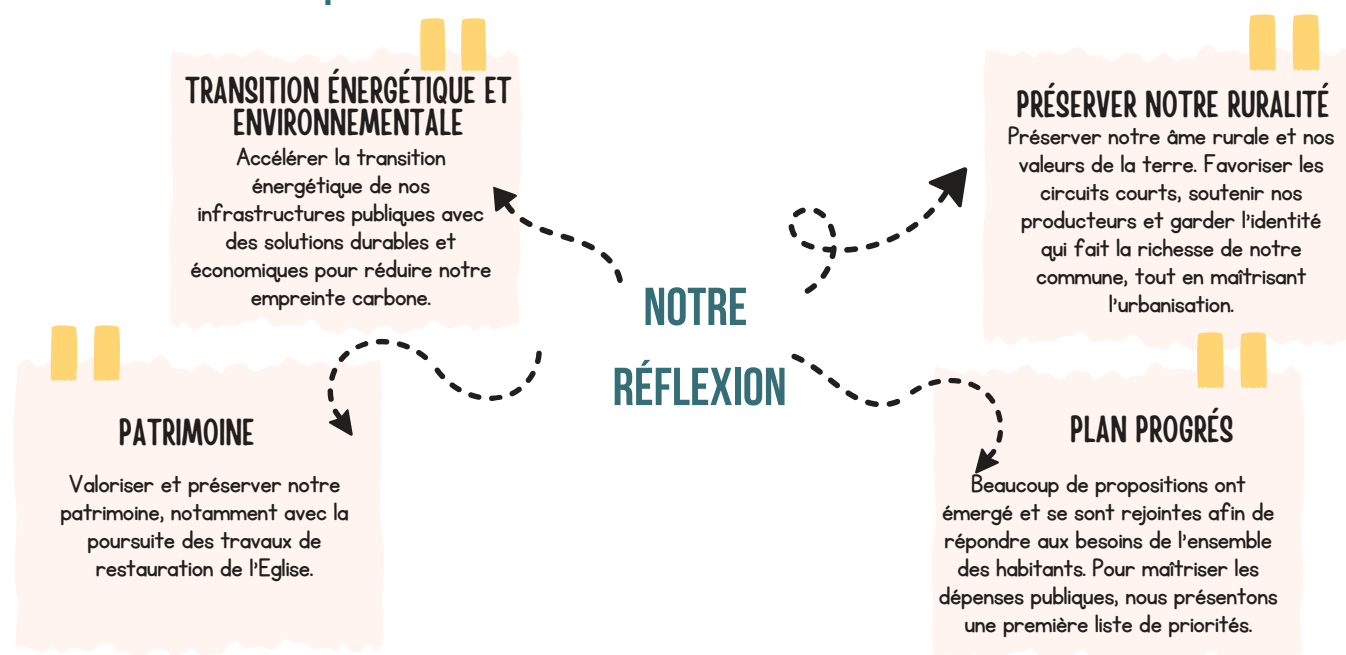 TRANSITION ÉNERGÉTIQUE ET
ENVIRONNEMENTALE
Accélérer la transition
énergétique de nos
infrastructures publiques avec
des solutions durables et
économiques pour réduire notre
empreinte carbone.
PRÉSERVER NOTRE RURALITÉ
Préserver notre âme rurale et nos
valeurs de la terre. Favoriser les
circuits courts, soutenir nos
producteurs et garder l'identité
qui fait la richesse de notre
commune, tout en maîtrisant
l'urbanisation.
NOTRE
RÉFLEXION
PATRIMOINE
Valoriser et préserver notre
patrimoine, notamment avec la
poursuite des travaux de
restauration de l'Eglise.
PLAN PROGRÉS
Beaucoup de propositions ont
émergé et se sont rejointes afin de
répondre aux besoins de l'ensemble
des habitants. Pour maîtriser les
dépenses publiques, nous présentons
une première liste de priorités.